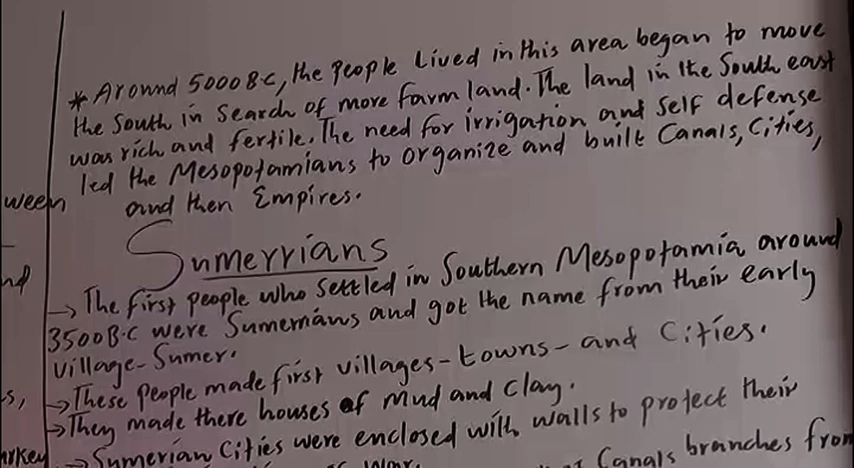 * Around 5000 B.C, the people Lived in this area began to move
the South in Search of more farm land. The land in the South east
was rich and fertile. The need for irrigation and Self defense
led the Mesopotamians to organize and built Canals, Cities,
ween
and then Empires.
Sumerrians
→ The first people who settled in Southern Mesopotamia around
3500 B.C were Sumerians and got the name from their early
village- Sumer.
→ These people made first villages - towns - and Cities.
s,
→ They made there houses of Mud and Clay.
→ Sumerian Cities were enclosed with walls to protect their
Canals branches from